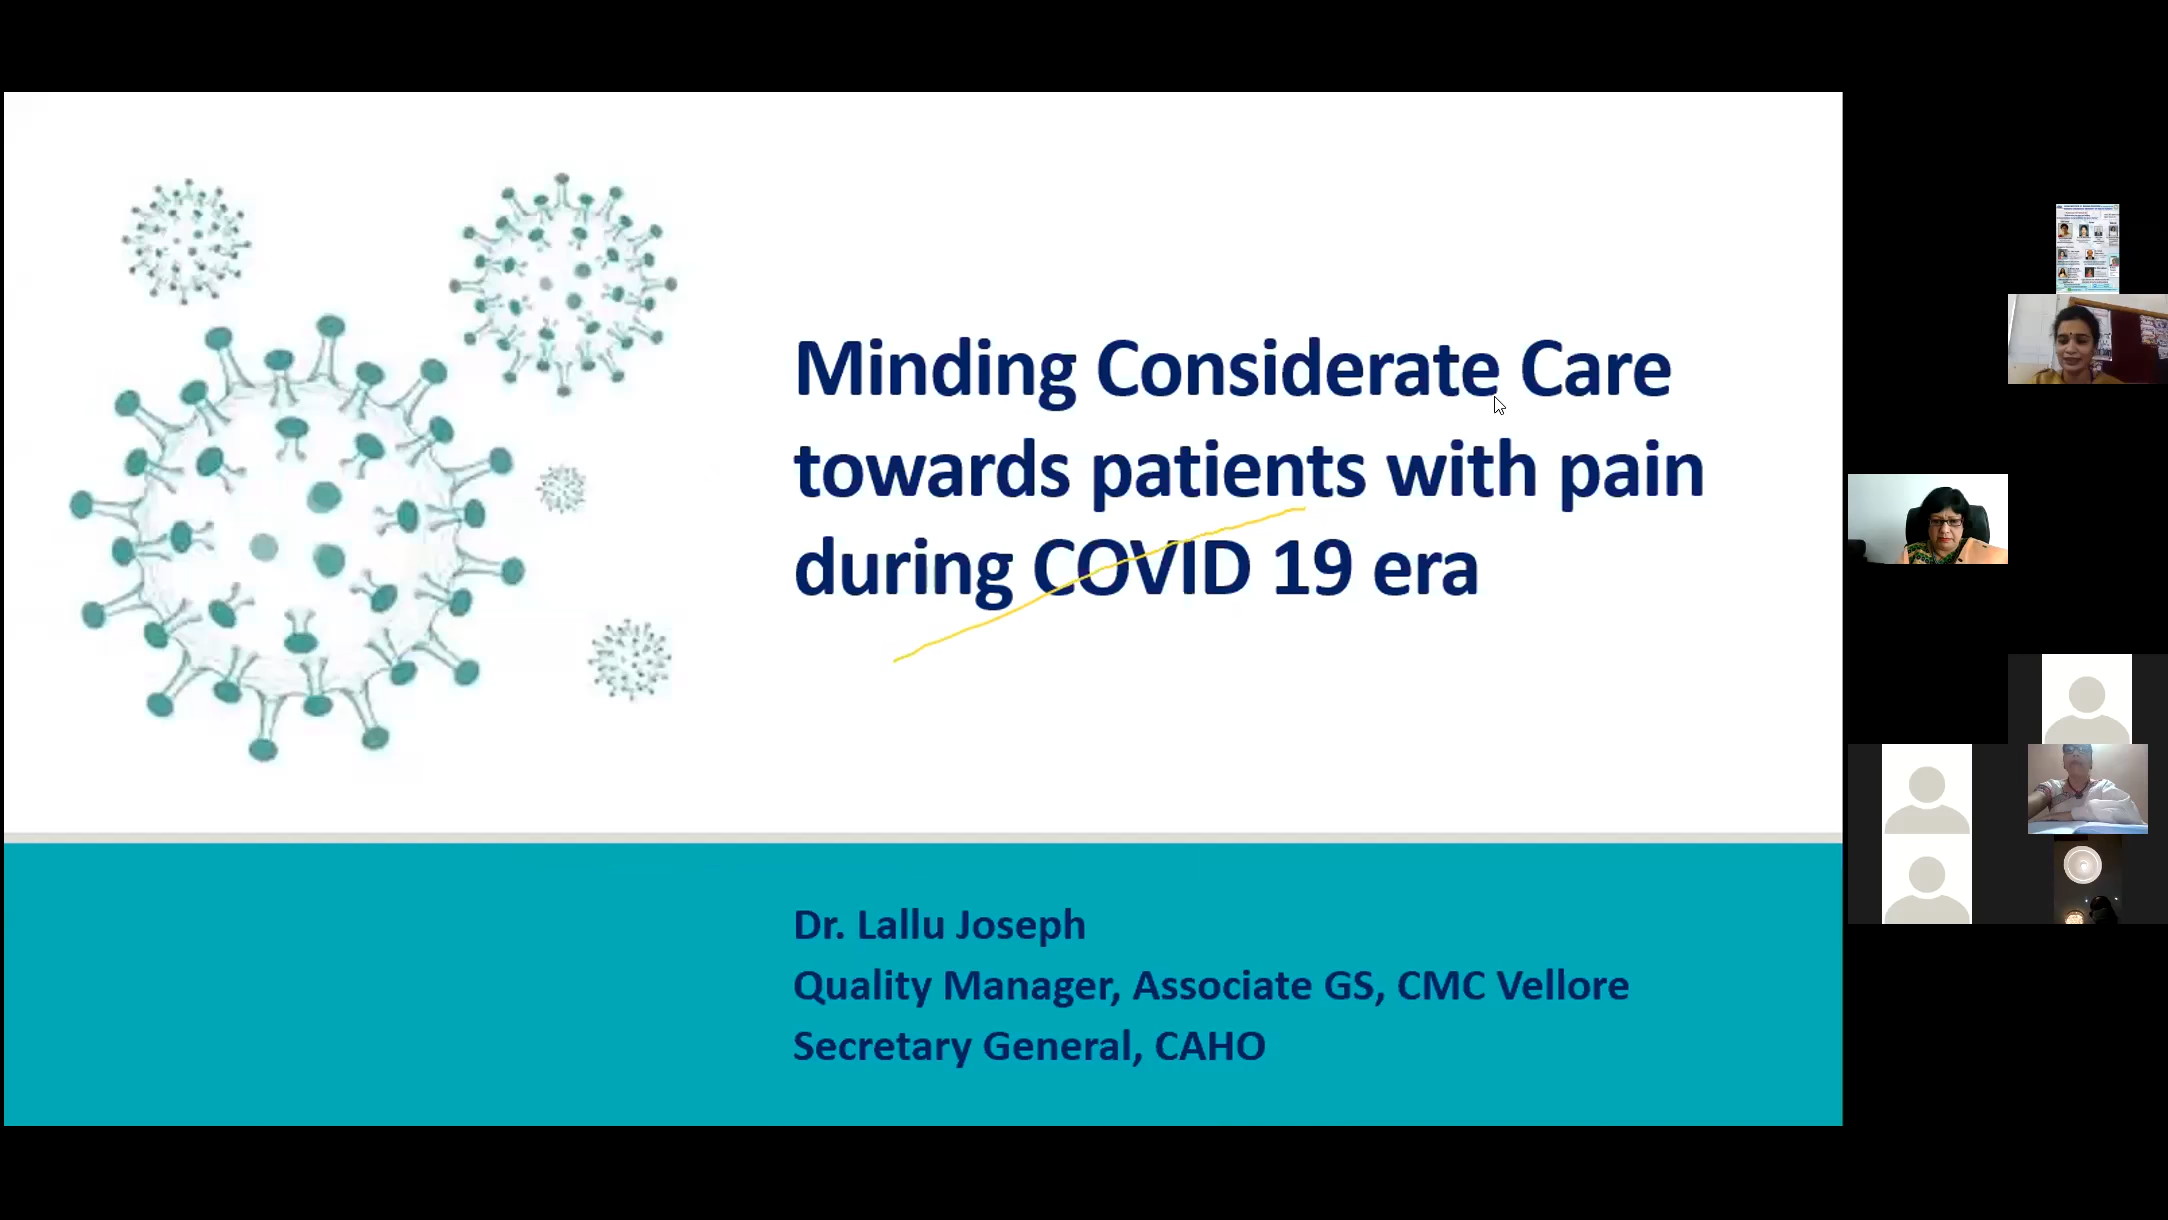 Minding Considerate Care
towards patients with pain
during COVID 19 era
Dr. Lallu Joseph
Quality Manager, Associate GS, CMC Vellore
Secretary General, CAHO